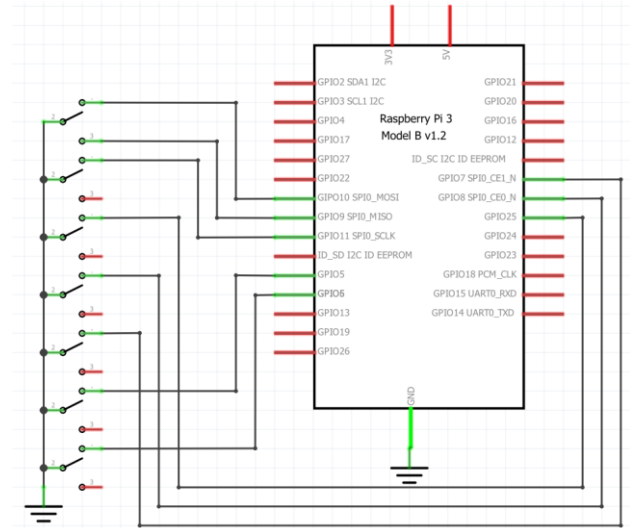 3V3
5V
GPIO2 SDA1 I2C
GPIO3 SCL1 I2C
GPIO4
GPIO17
GPIO27
GPIO22
GIPO10 SPI0_MOSI
GPIO9 SPI0_MISO
GPIO11 SPI0_SCLK
ID_SD I2C ID EEPROM
GPIO5
GPIO6
GPIO13
GPIO19
GPIO26
Raspberry Pi 3
Model B v1.2
GPIO21
GPIO20
GPIO16
GPIO12
ID_SC I2C ID EEPROM
GPIO7 SPI0_CE1_N
GPIO8 SPI0_CE0_N
GPIO25
GPIO24
GPIO23
GPIO18 PCM_CLK
GPIO15 UART0_RXD
GPIO14 UART0_TXD
GND